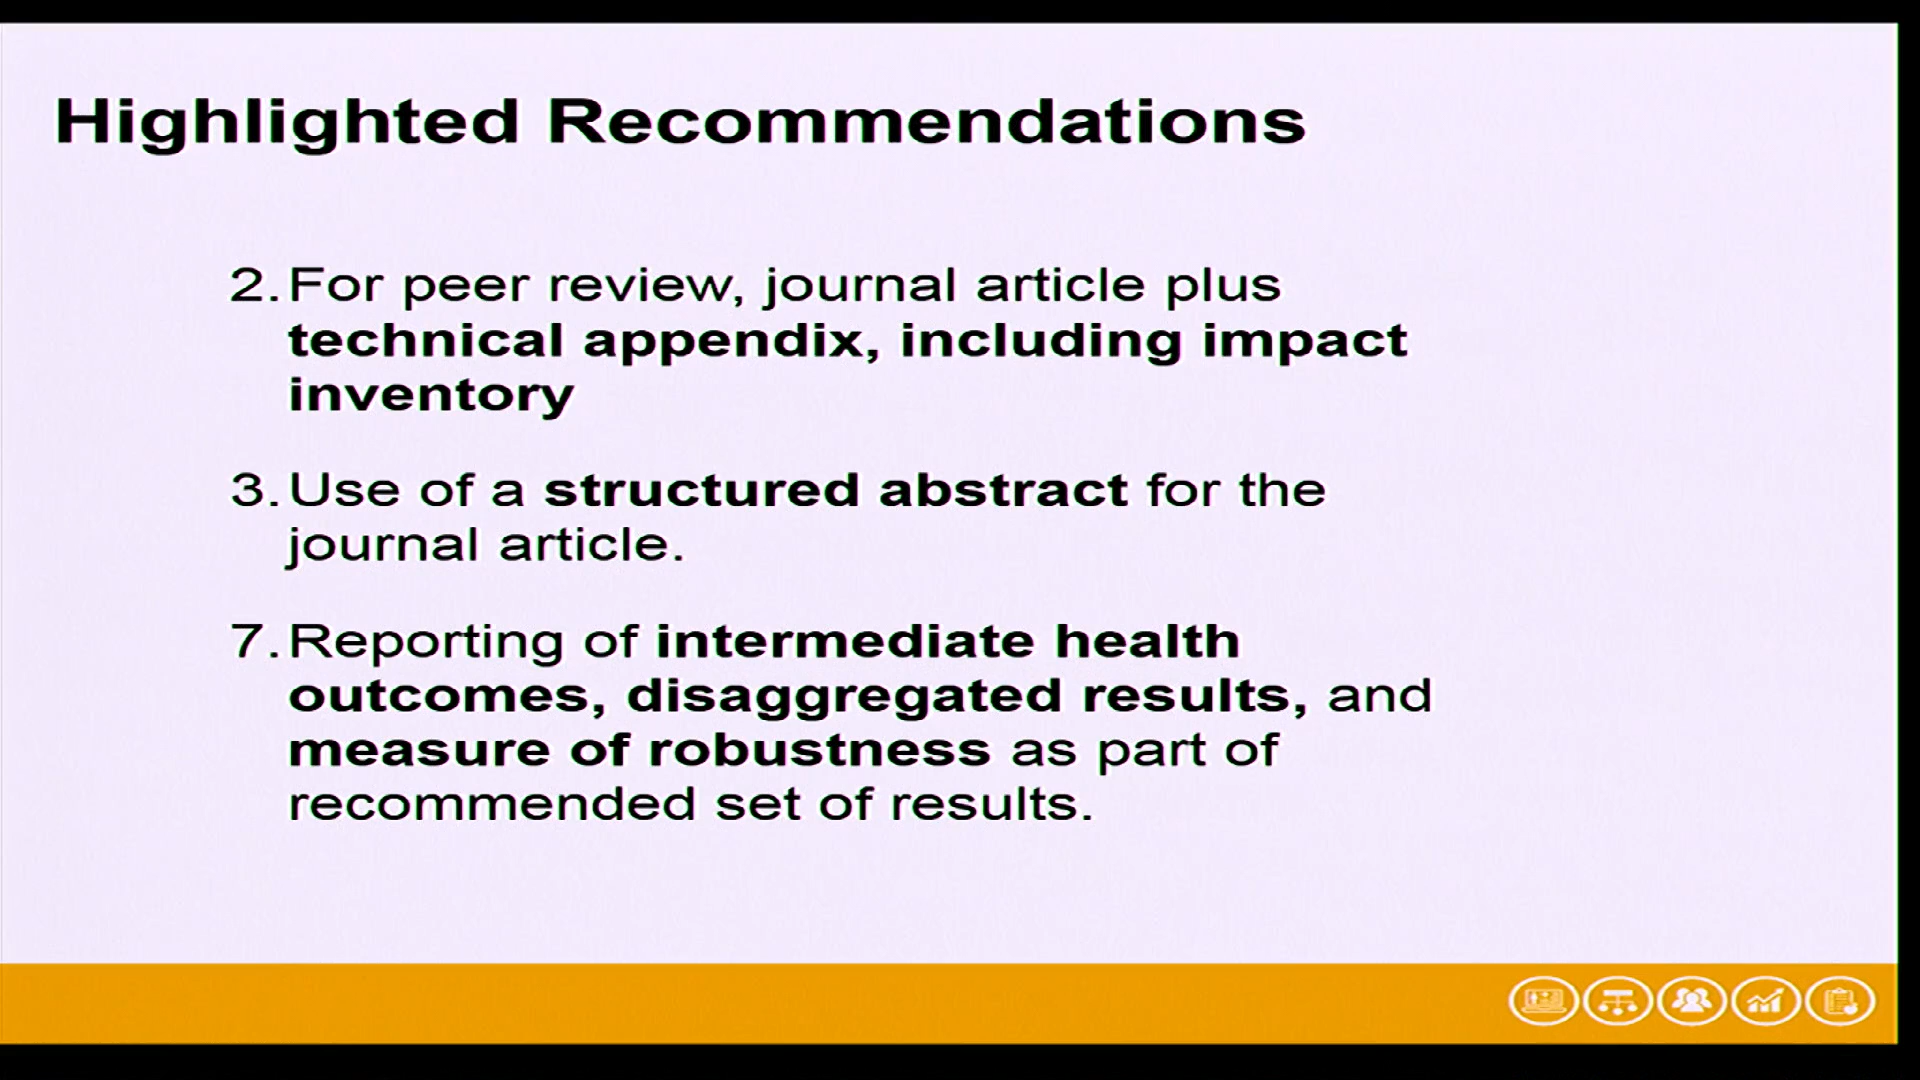 Highlighted Recommendations
2. For peer review, journal article plus
technical appendix, including impact
inventory
3. Use of a structured abstract for the
journal article.
7. Reporting of intermediate health
outcomes, disaggregated results, and
measure of robustness as part of
recommended set of results.